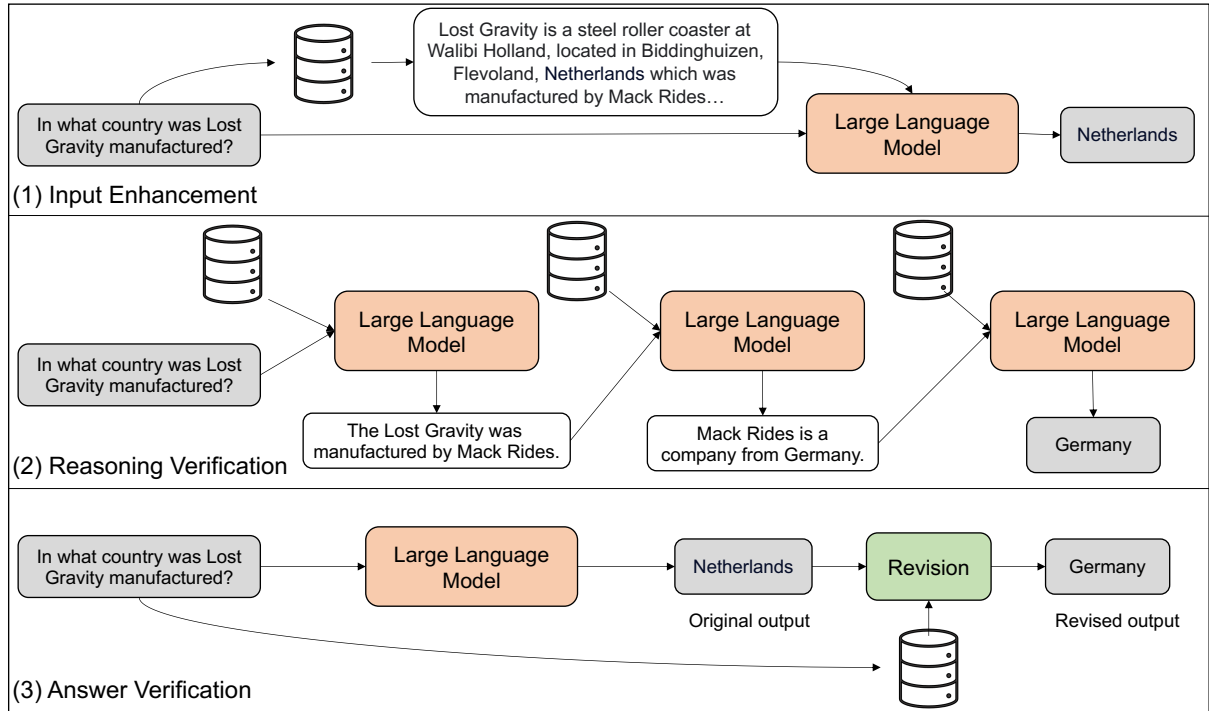 Lost Gravity is a steel roller coaster at
Walibi Holland, located in Biddinghuizen,
Flevoland, Netherlands which was
manufactured by Mack Rides…
In what country was Lost
Gravity manufactured?
Large Language
Model
Netherlands
(1) Input Enhancement
In what country was Lost
Gravity manufactured?
Large Language
Model
The Lost Gravity was
manufactured by Mack Rides.
Large Language
Model
Mack Rides is a
company from Germany.
Large Language
Model
Germany
(2) Reasoning Verification
In what country was Lost
Gravity manufactured?
Large Language
Model
Netherlands
Original output
Revision
Germany
Revised output
(3) Answer Verification